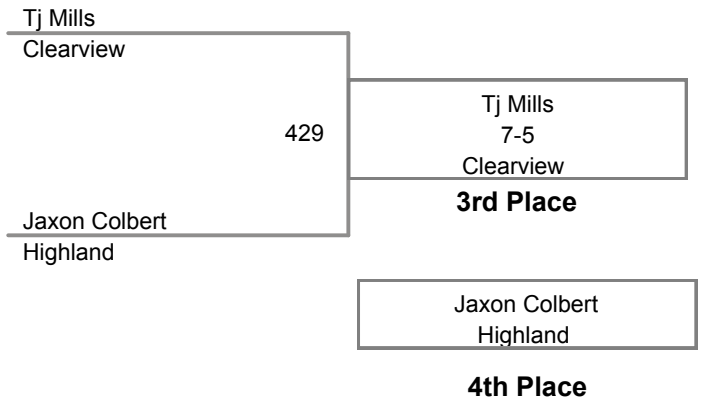 Tj Mills
Clearview
429
Tj Mills
7-5
Clearview
3rd Place
Jaxon Colbert
Highland
Jaxon Colbert
Highland
4th Place